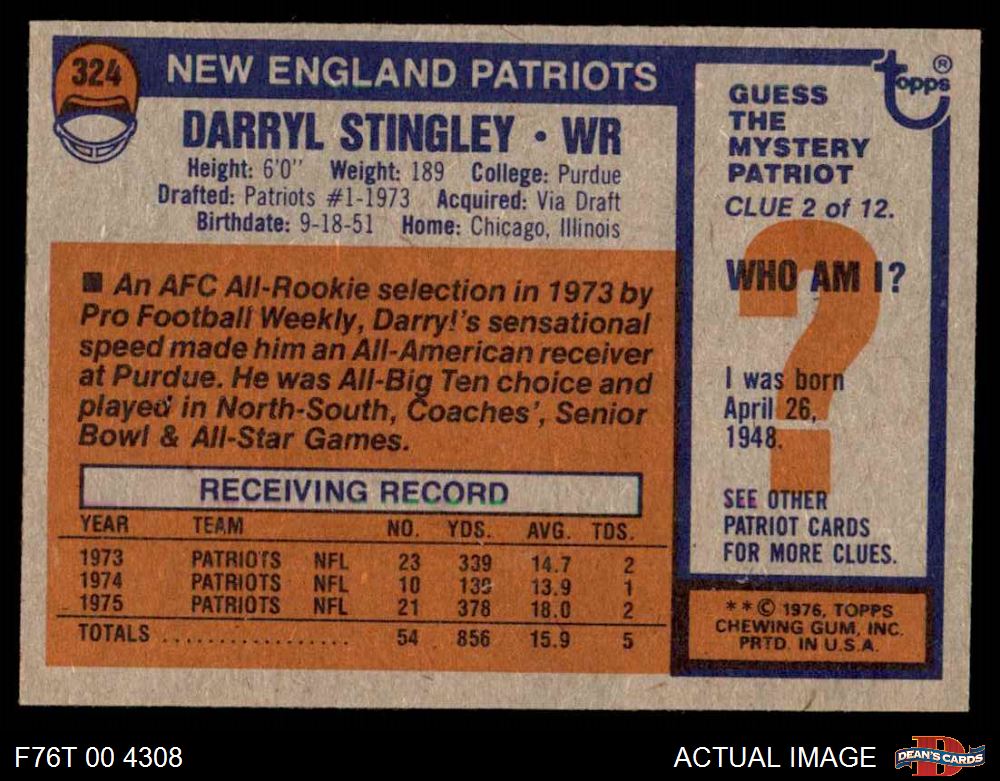 324
NEW ENGLAND PATRIOTS
DARRYL STINGLEY • WR
Height: 6'0" Weight: 189 College: Purdue
Drafted: Patriots #1-1973 Acquired: Via Draft
Birthdate: 9-18-51 Home: Chicago, Illinois
■ An AFC All-Rookie selection in 1973 by
Pro Football Weekly, Darryl's sensational
speed made him an All-American receiver
at Purdue. He was All-Big Ten choice and
played in North-South, Coaches', Senior
Bowl & All-Star Games.
RECEIVING RECORD
YEAR TEAM NO. YDS. AVG. TDS.
1973 PATRIOTS NFL 23 339 14.7 2
1974 PATRIOTS NFL 10 139 13.9 1
1975 PATRIOTS NFL 21 378 18.0 2
TOTALS .................. 54 856 15.9 5
topps®
GUESS
THE
MYSTERY
PATRIOT
CLUE 2 of 12.
?
WHO AM I?
I was born
April 26,
1948.
SEE OTHER
PATRIOT CARDS
FOR MORE CLUES.
**© 1976, TOPPS
CHEWING GUM, INC.
PRTD. IN U.S.A.
F76T 00 4308
ACTUAL IMAGE
D
DEAN'S CARDS